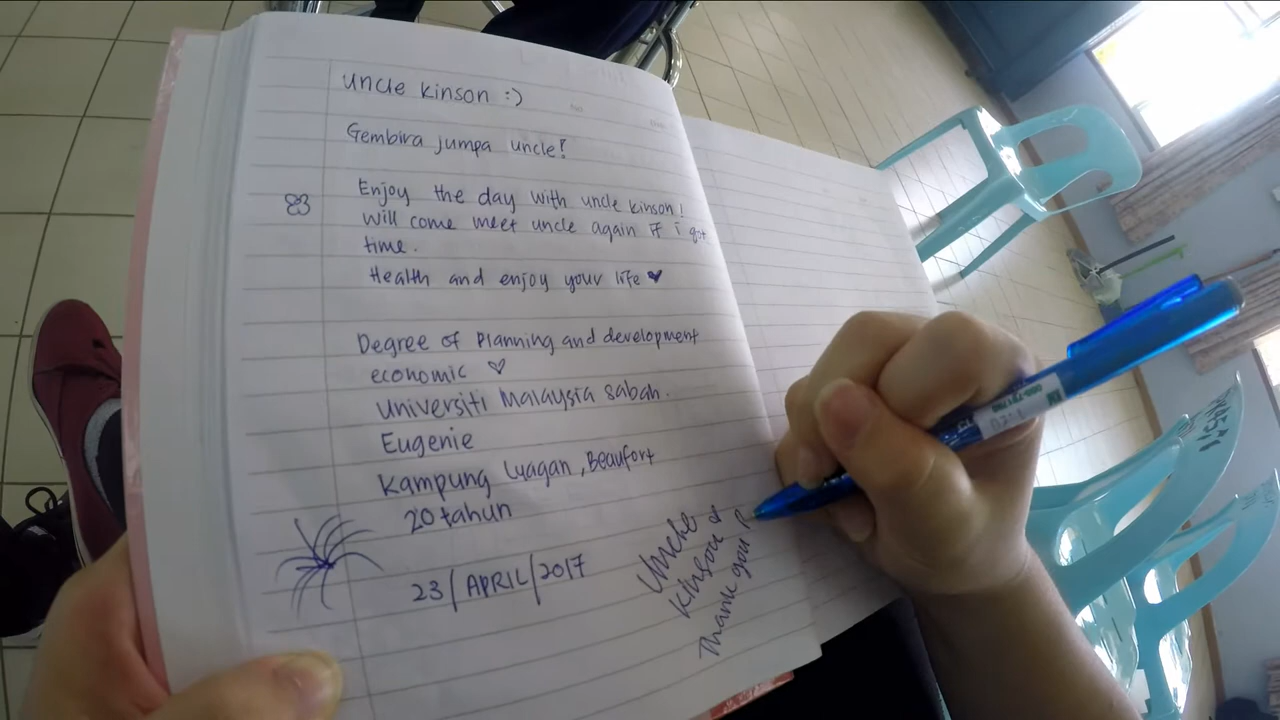 uncle kinson :)
Gembira jumpa uncle!
Enjoy the day with uncle kinson!
will come meet uncle again if i got
time.
Health and enjoy your life ♥
Degree of Planning and development
economic ♡
Universiti Malaysia Sabah.
Eugenie
Kampung Luagan, Beaufort
20 tahun
23/APRIL/2017
Uncle
Kinson
Thank you